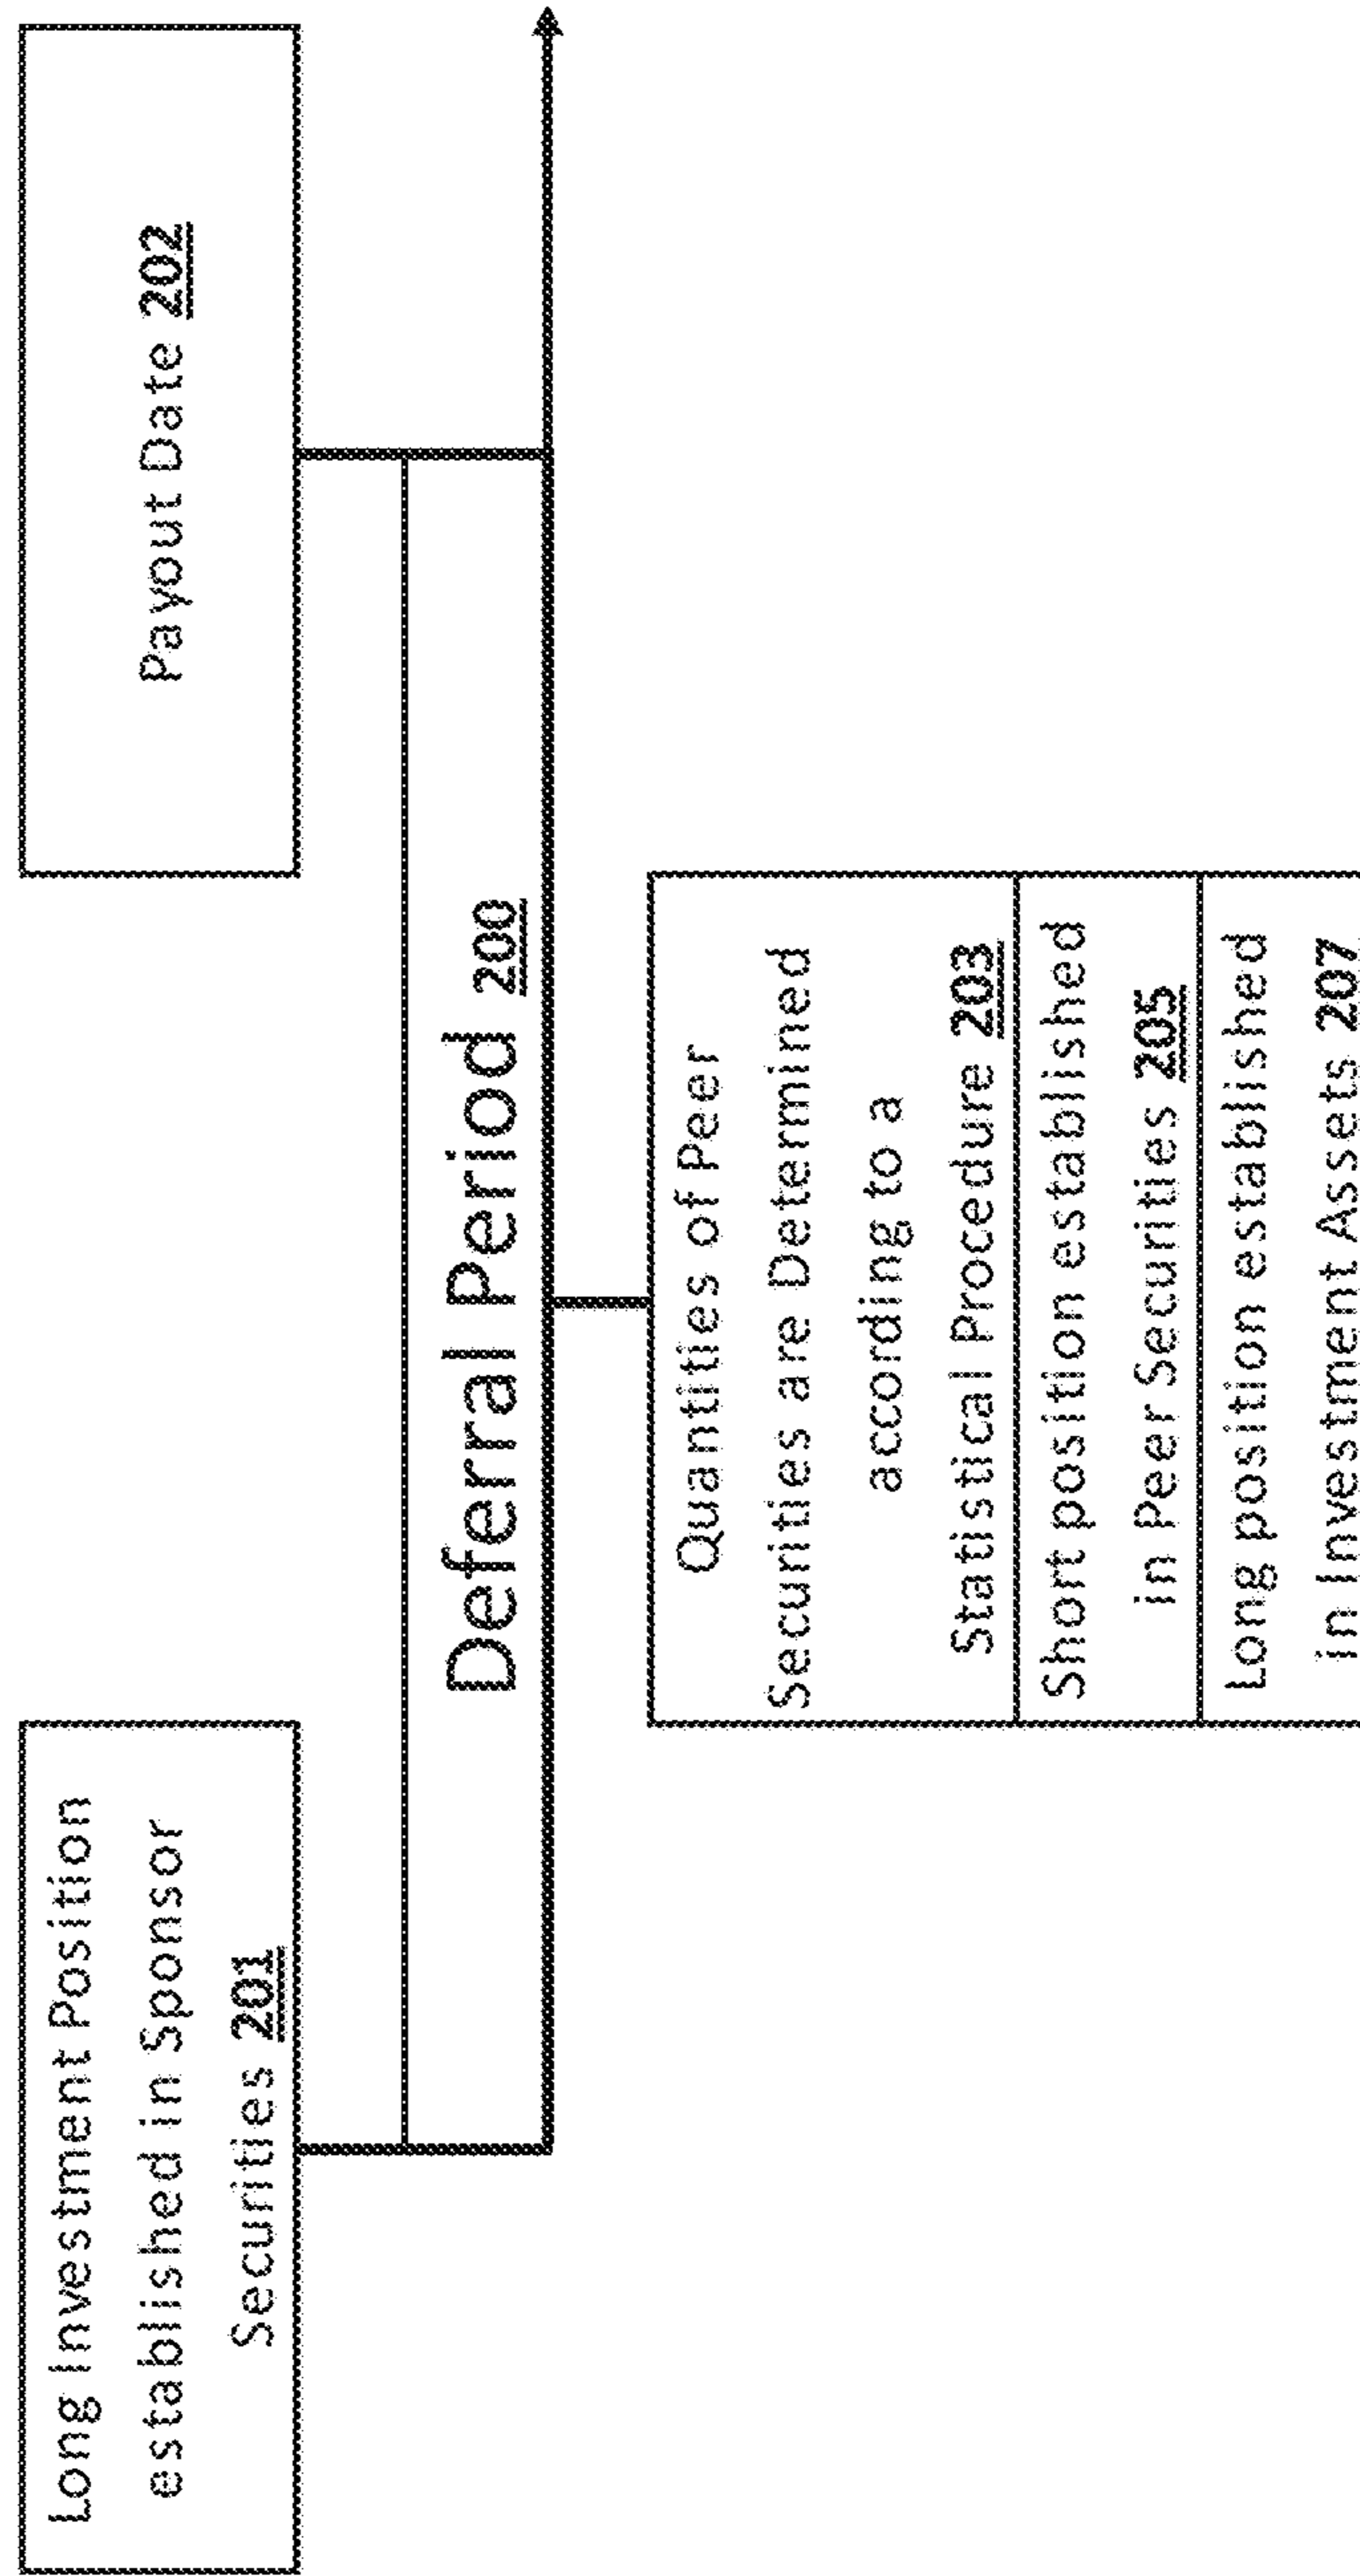 Long Investment Position
established in Sponsor
Securities 201
Payout Date 202
Deferral Period 200
Quantities of Peer
Securities are Determined
according to a
Statistical Procedure 203
Short position established
in Peer Securities 205
Long position established
in Investment Assets 207